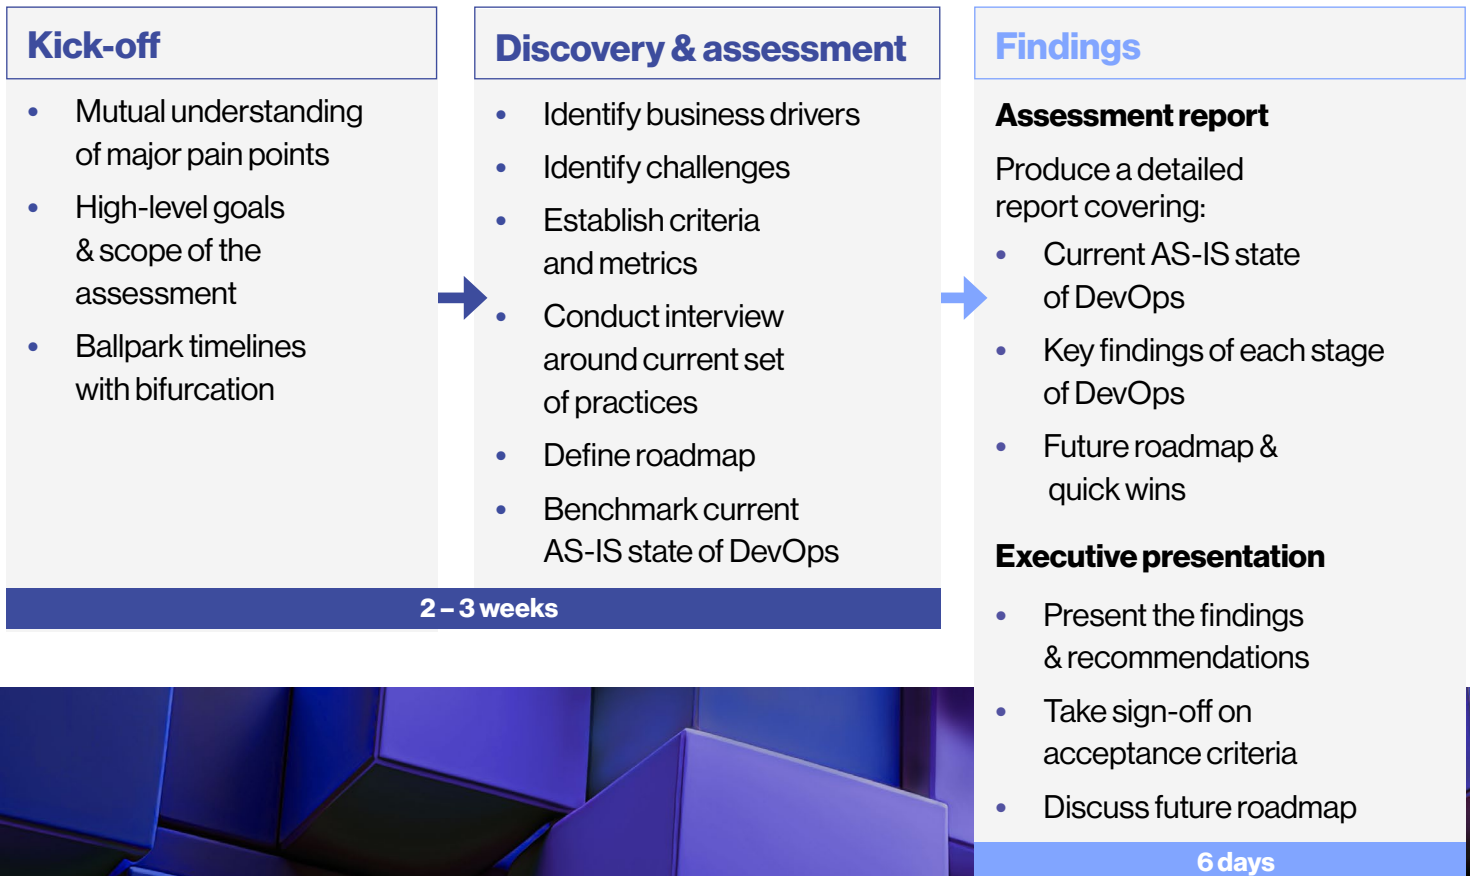 Kick-off
• Mutual understanding
of major pain points
• High-level goals
& scope of the
assessment
• Ballpark timelines
with bifurcation
Discovery & assessment
• Identify business drivers
• Identify challenges
• Establish criteria
and metrics
• Conduct interview
around current set
of practices
• Define roadmap
• Benchmark current
AS-IS state of DevOps
2 – 3 weeks
Findings
Assessment report
Produce a detailed
report covering:
• Current AS-IS state
of DevOps
• Key findings of each stage
of DevOps
• Future roadmap &
quick wins
Executive presentation
• Present the findings
& recommendations
• Take sign-off on
acceptance criteria
• Discuss future roadmap
6 days